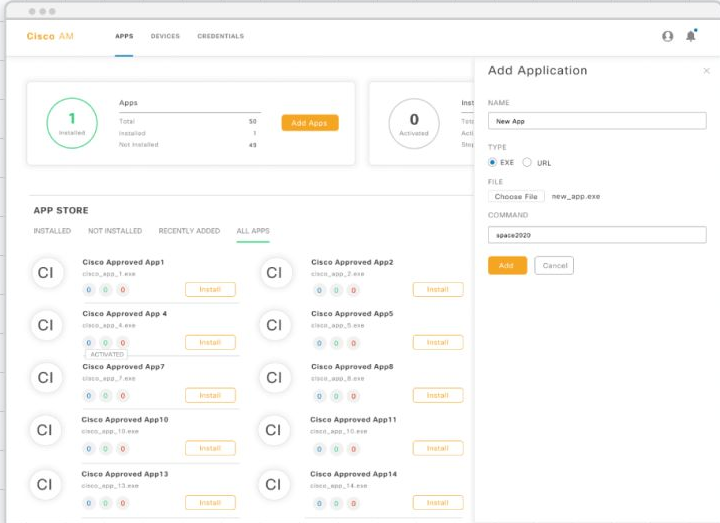 Cisco AM
APPS DEVICES CREDENTIALS
1
Installed
Apps
Total 50
Installed 1
Not Installed 49
Add Apps
0
Activated
APP STORE
INSTALLED NOT INSTALLED RECENTLY ADDED ALL APPS
CI
Cisco Approved App1
cisco_app_1.exe
0 0 0
Install
CI
Cisco Approved App2
cisco_app_2.exe
0 0 0
Install
CI
Cisco Approved App 4
cisco_app_4.exe
0 0 0
Install
ACTIVATED
CI
Cisco Approved App5
cisco_app_5.exe
0 0 0
Install
CI
Cisco Approved App7
cisco_app_7.exe
0 0 0
Install
CI
Cisco Approved App8
cisco_app_8.exe
0 0 0
Install
CI
Cisco Approved App10
cisco_app_10.exe
0 0 0
Install
CI
Cisco Approved App11
cisco_app_10.exe
0 0 0
Install
CI
Cisco Approved App13
cisco_app_13.exe
0 0 0
Install
CI
Cisco Approved App14
cisco_app_14.exe
0 0 0
Install
Add Application
NAME
New App
TYPE
EXE URL
FILE
Choose File new_app.exe
COMMAND
space2020
Add Cancel